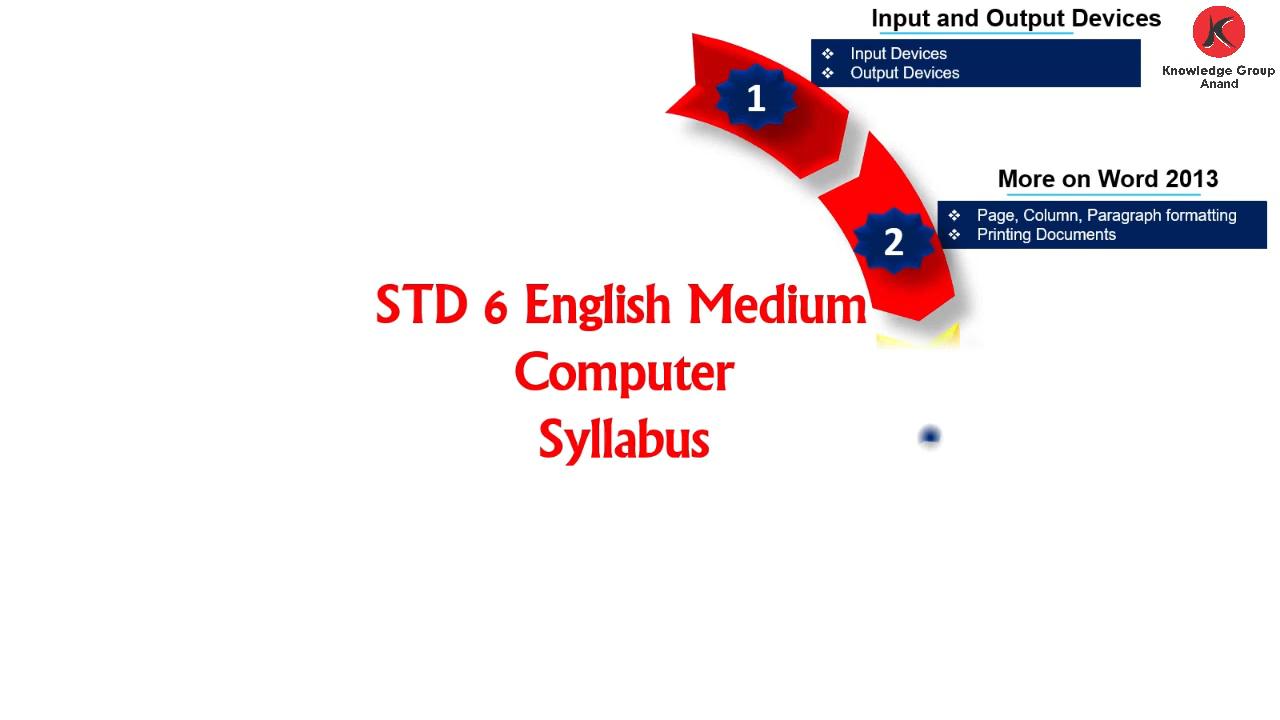 Input and Output Devices
Input Devices
Output Devices
Knowledge Group
Anand
1
More on Word 2013
Page, Column, Paragraph formatting
Printing Documents
2
STD 6 English Medium
Computer
Syllabus